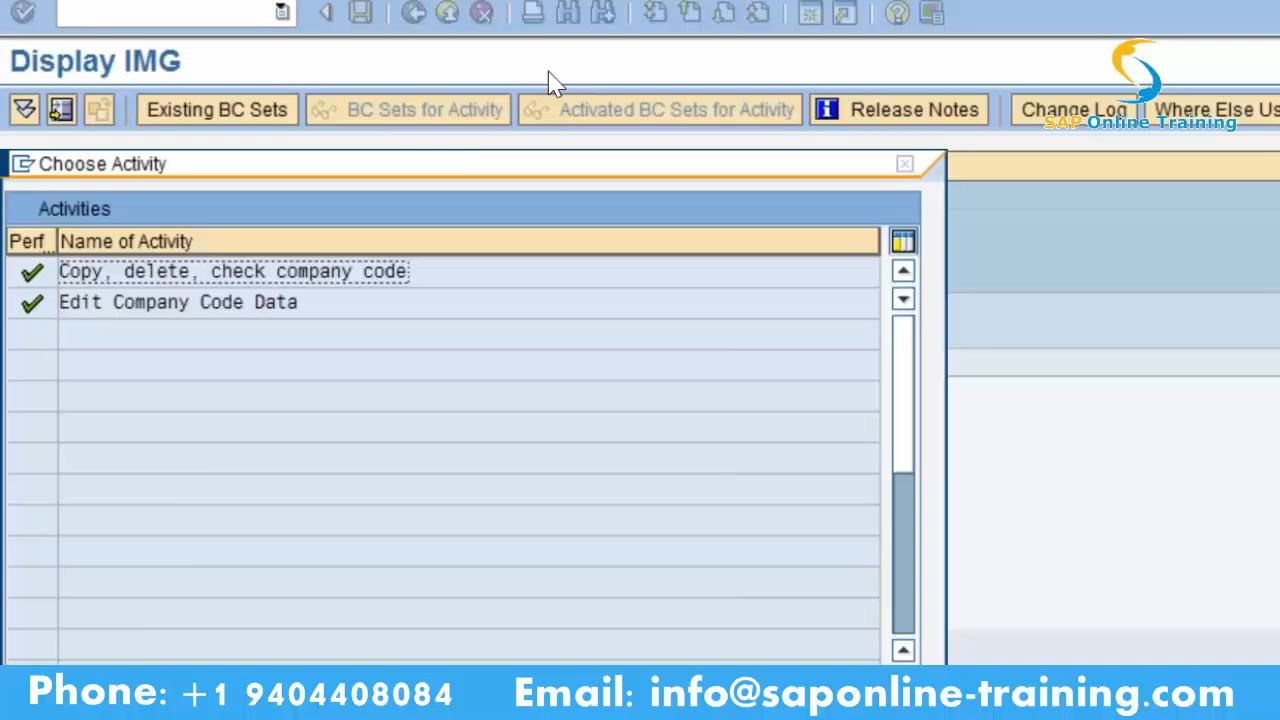 Display IMG
Existing BC Sets
BC Sets for Activity
Activated BC Sets for Activity
Release Notes
Change Log
Where Else Us
SAP Online Training
Choose Activity
Activities
Perf... Name of Activity
Copy, delete, check company code
Edit Company Code Data
Phone: +1 9404408084 Email: info@saponline-training.com